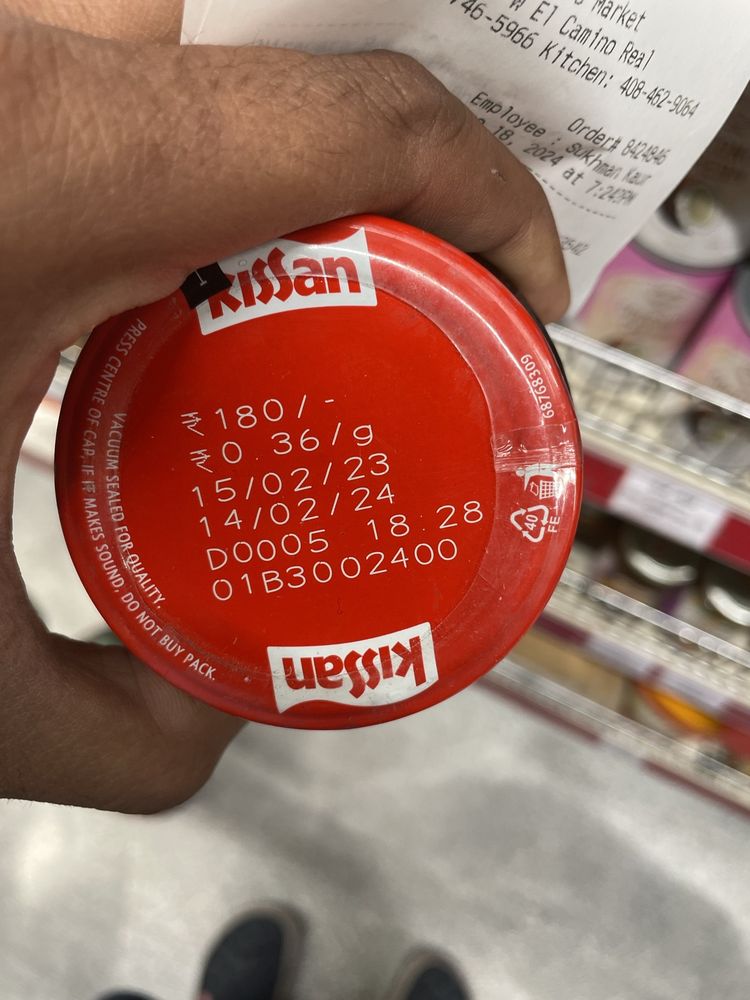 Market
W El Camino Real
746-5966 Kitchen: 408-462-9064
Order# 8424846
Employee: Sukhman Kaur
18, 2024 at 7:24PM
kissan
₹180/-
₹0.36/g
15/02/23
14/02/24
D0005 18:28
01B3002400
kissan
PRESS CENTRE OF CAP. IF IT MAKES SOUND, DO NOT BUY PACK.
VACUUM SEALED FOR QUALITY.
68768309
40
FE